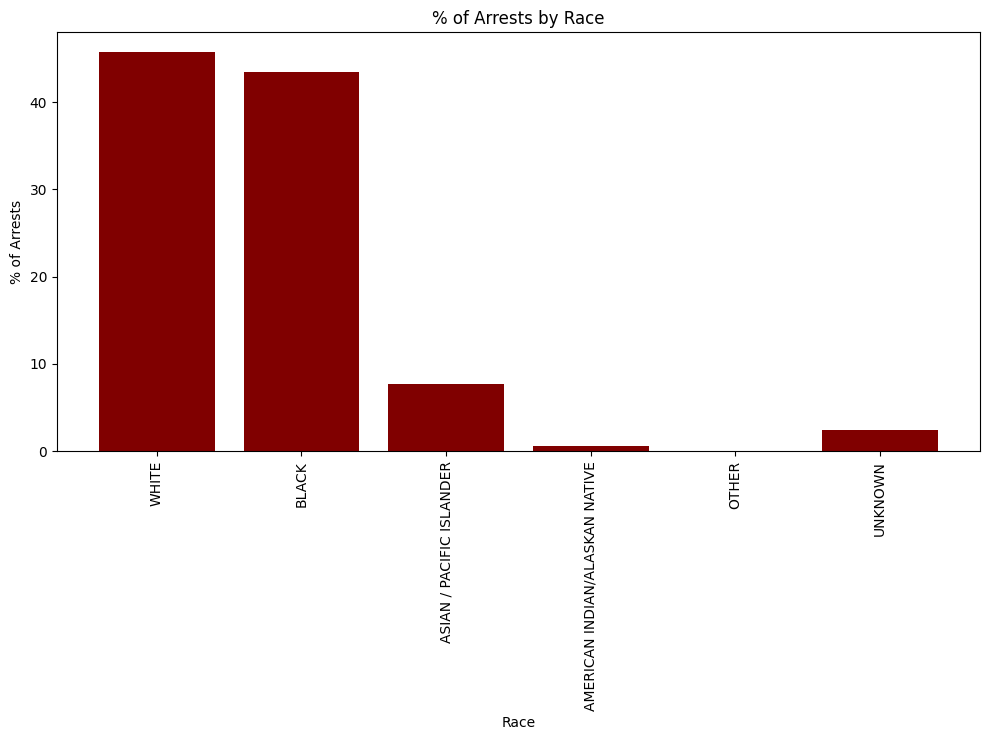 % of Arrests by Race
% of Arrests
40
30
20
10
0
WHITE
BLACK
ASIAN / PACIFIC ISLANDER
AMERICAN INDIAN/ALASKAN NATIVE
OTHER
UNKNOWN
Race